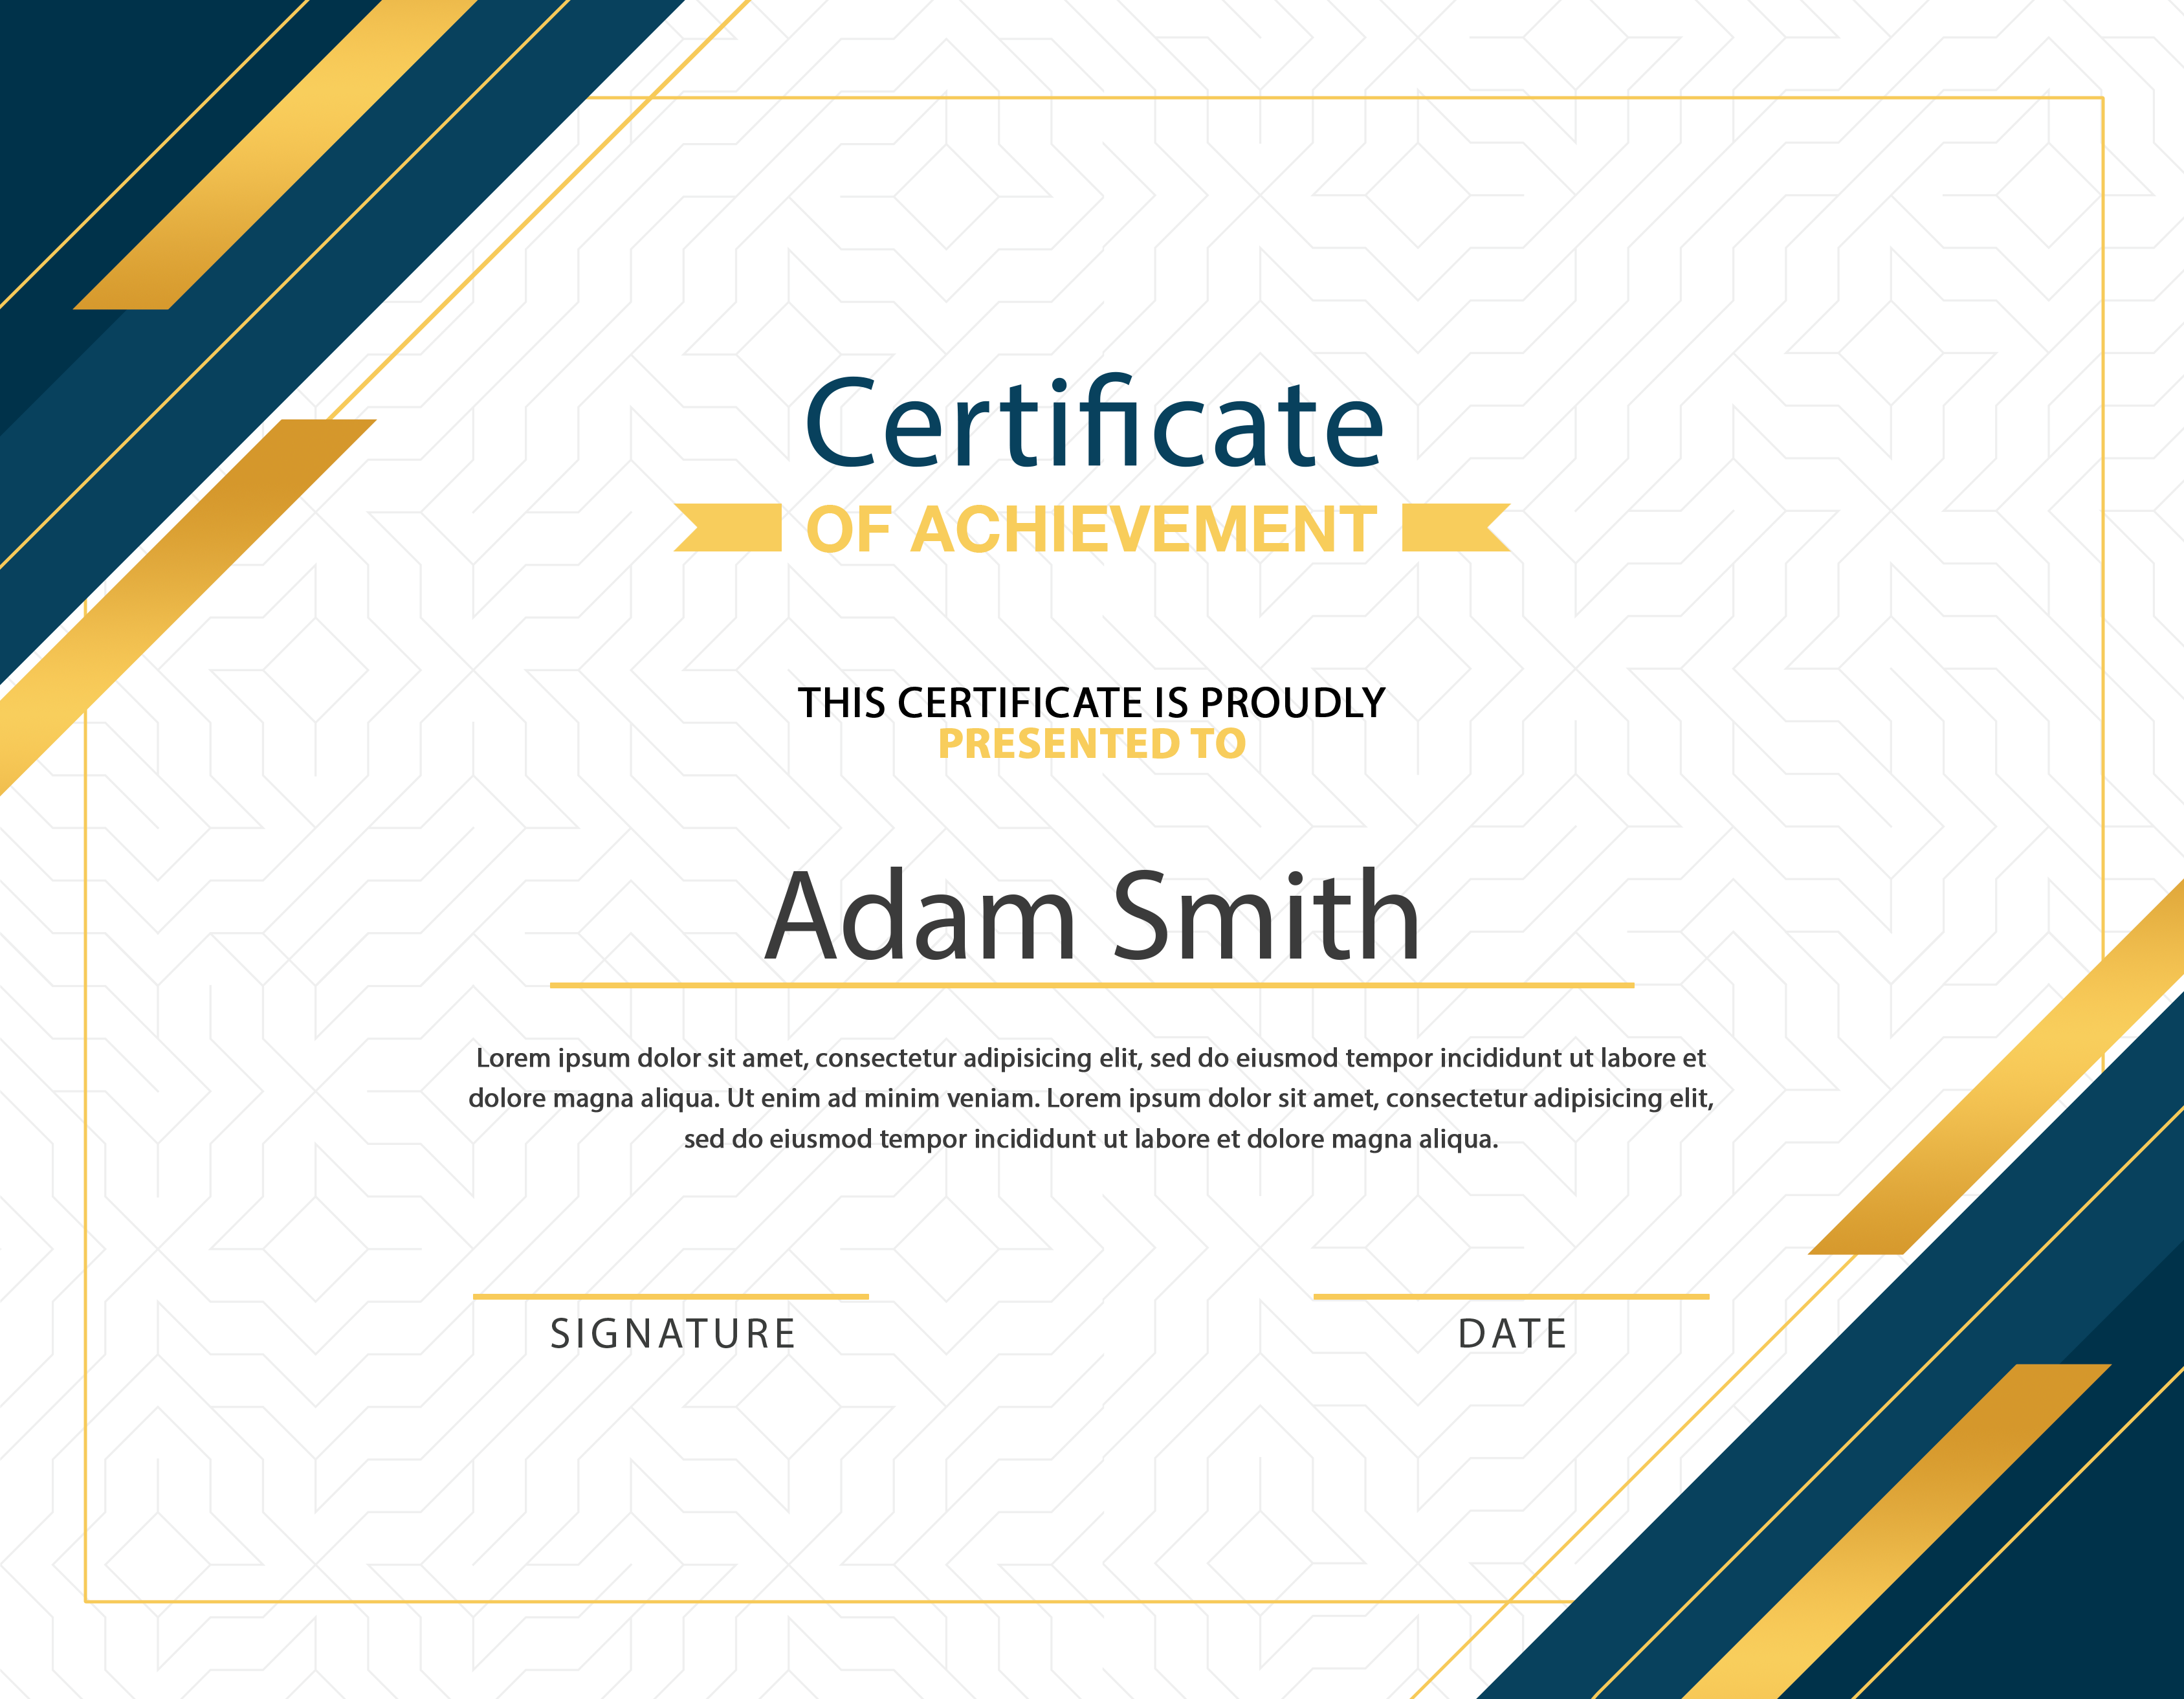 Certificate
OF ACHIEVEMENT
THIS CERTIFICATE IS PROUDLY
PRESENTED TO
Adam Smith
Lorem ipsum dolor sit amet, consectetur adipisicing elit, sed do eiusmod tempor incididunt ut labore et
dolore magna aliqua. Ut enim ad minim veniam. Lorem ipsum dolor sit amet, consectetur adipisicing elit,
sed do eiusmod tempor incididunt ut labore et dolore magna aliqua.
SIGNATURE
DATE